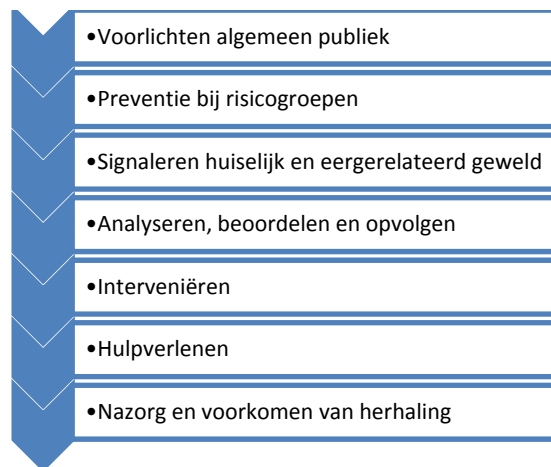 •Voorlichten algemeen publiek
•Preventie bij risicogroepen
•Signaleren huiselijk en eergerelateerd geweld
•Analyseren, beoordelen en opvolgen
•Interveniëren
•Hulpverlenen
•Nazorg en voorkomen van herhaling